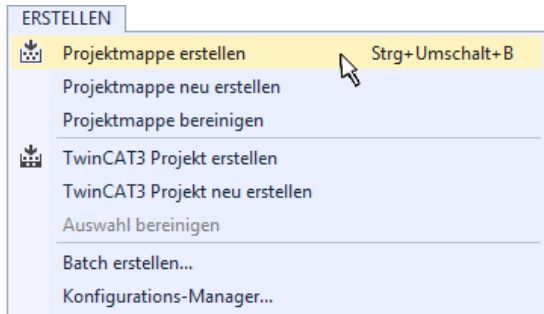 ERSTELLEN
Projektmappe erstellen Strg+Umschalt+B
Projektmappe neu erstellen
Projektmappe bereinigen
TwinCAT3 Projekt erstellen
TwinCAT3 Projekt neu erstellen
Auswahl bereinigen
Batch erstellen...
Konfigurations-Manager...